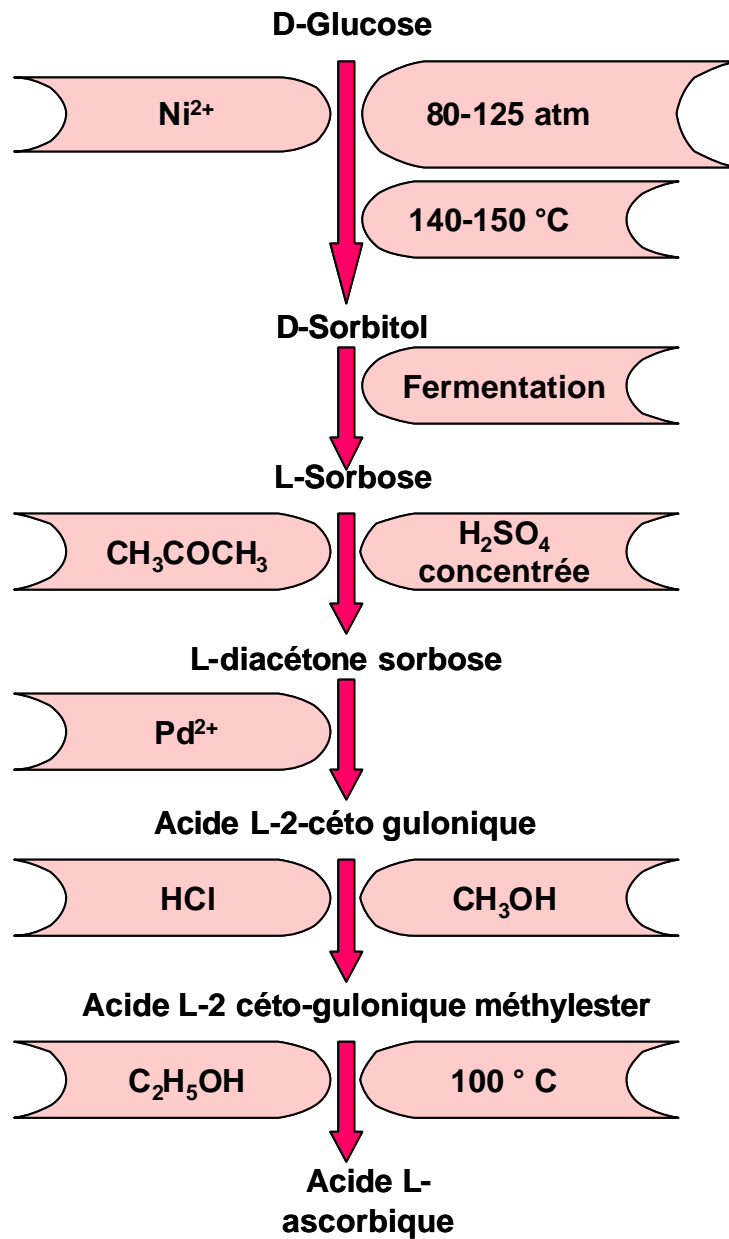 D-Glucose
Ni²⁺
80-125 atm
140-150 °C
D-Sorbitol
Fermentation
L-Sorbose
CH₃COCH₃
H₂SO₄
concentrée
L-diacétone sorbose
Pd²⁺
Acide L-2-céto gulonique
HCl
CH₃OH
Acide L-2 céto-gulonique méthylester
C₂H₅OH
100 ° C
Acide L-
ascorbique